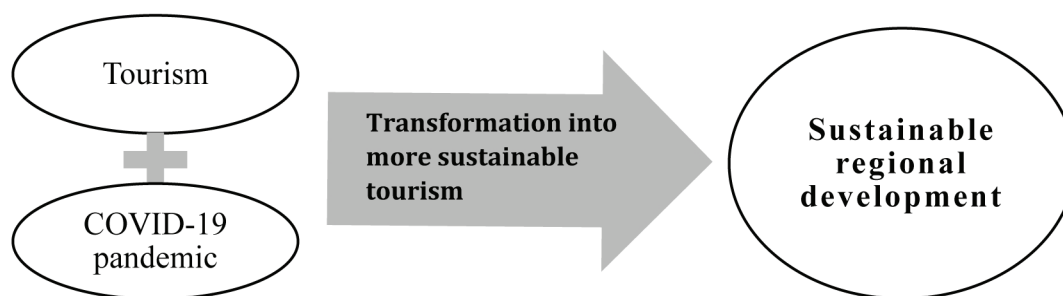 Tourism
COVID-19
pandemic
Transformation into
more sustainable
tourism
Sustainable
regional
development